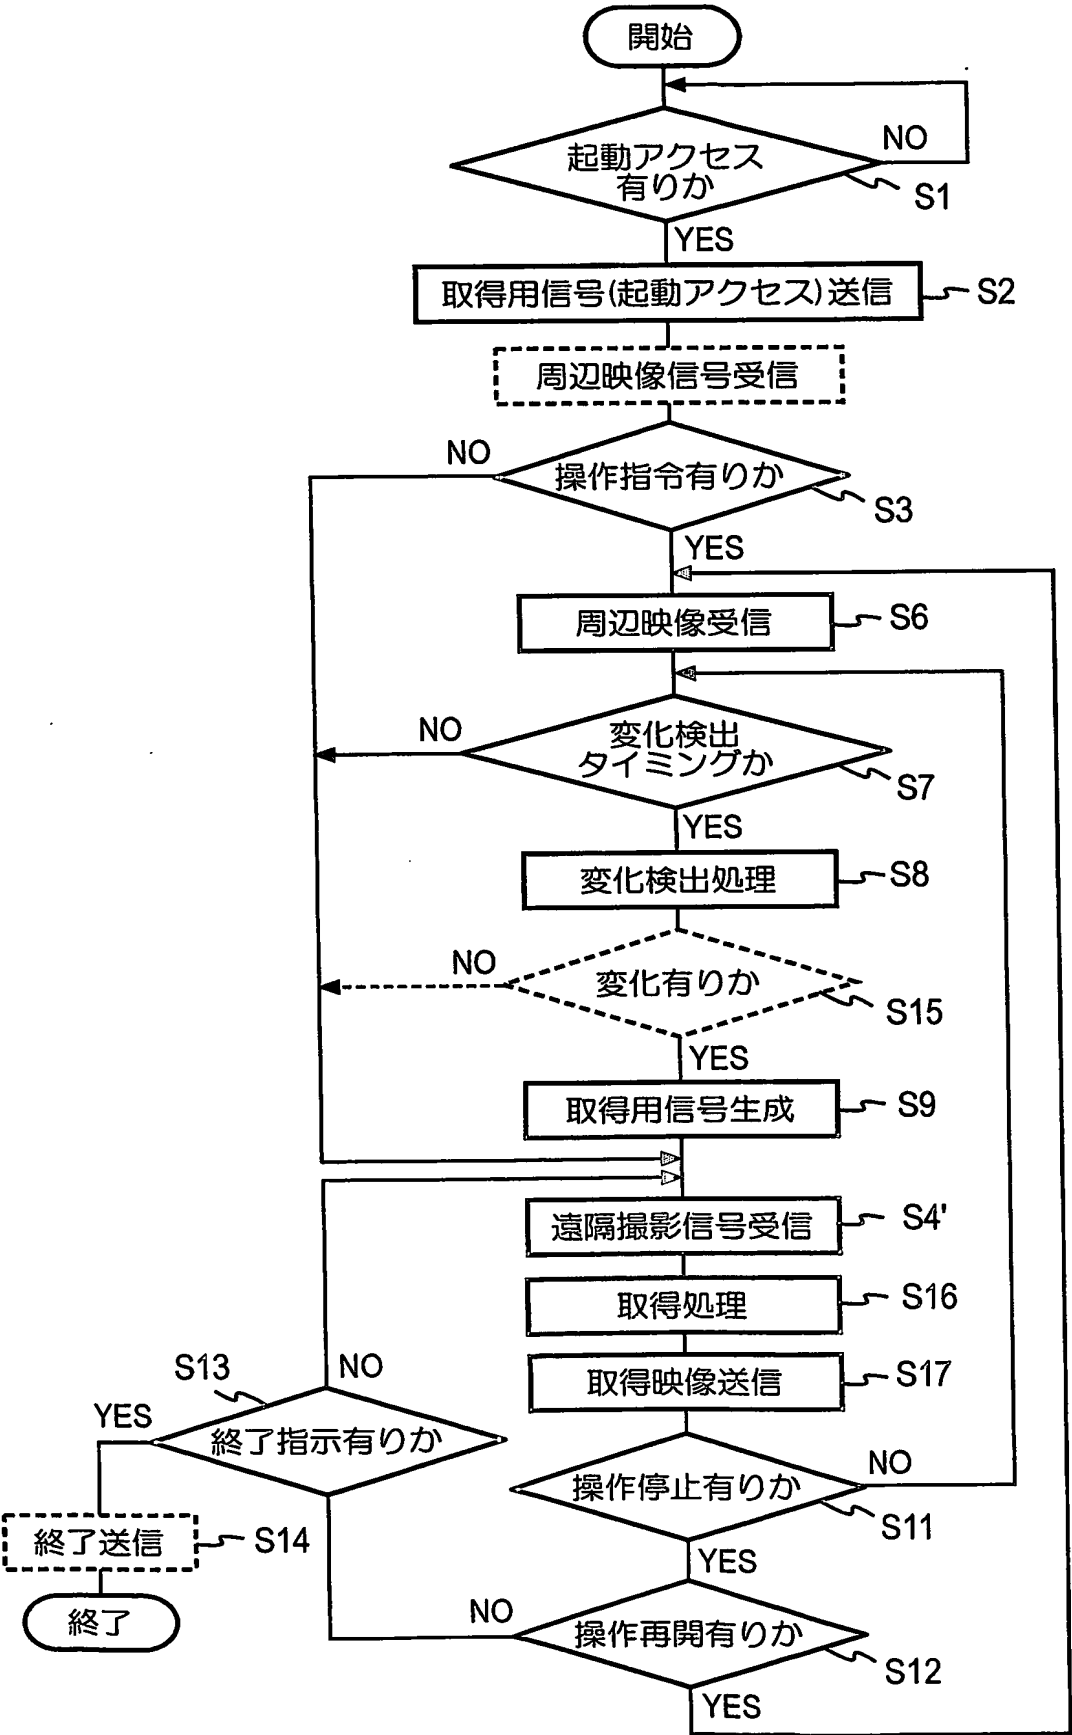 開始
NO
起動アクセス
有りか
S1
YES
取得用信号(起動アクセス)送信
S2
周辺映像信号受信
NO
操作指令有りか
S3
YES
周辺映像受信
S6
NO
変化検出
タイミングか
S7
YES
変化検出処理
S8
NO
変化有りか
S15
YES
取得用信号生成
S9
遠隔撮影信号受信
S4'
取得処理
S16
取得映像送信
S17
S13
NO
YES
終了指示有りか
操作停止有りか
NO
S11
YES
終了送信
S14
終了
NO
操作再開有りか
S12
YES